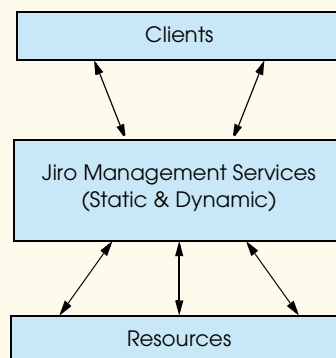 Clients
Jiro Management Services
(Static & Dynamic)
Resources